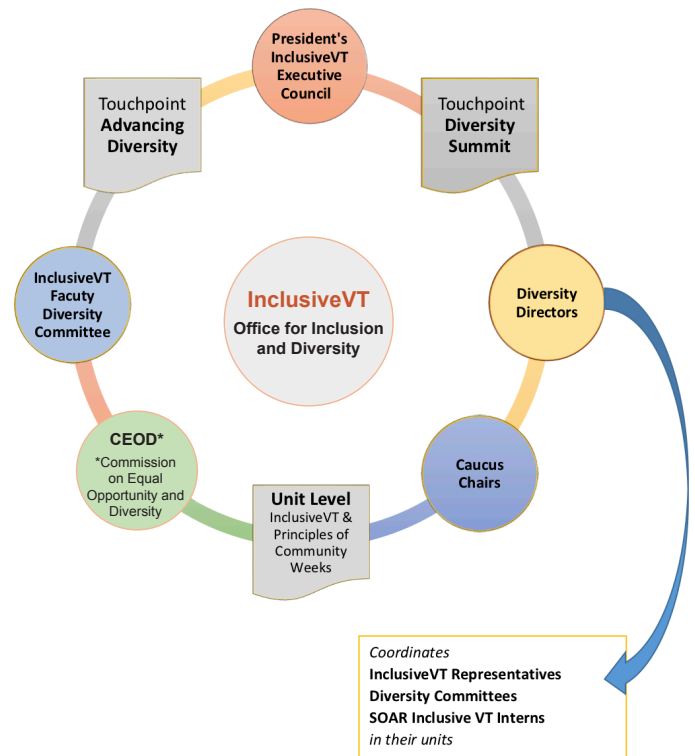 President's
InclusiveVT
Executive
Council
Touchpoint
Advancing
Diversity
Touchpoint
Diversity
Summit
InclusiveVT
Facuty
Diversity
Committee
InclusiveVT
Office for Inclusion
and Diversity
Diversity
Directors
CEOD*
*Commission
on Equal
Opportunity and
Diversity
Unit Level
InclusiveVT &
Principles of
Community
Weeks
Caucus
Chairs
Coordinates
InclusiveVT Representatives
Diversity Committees
SOAR Inclusive VT Interns
in their units